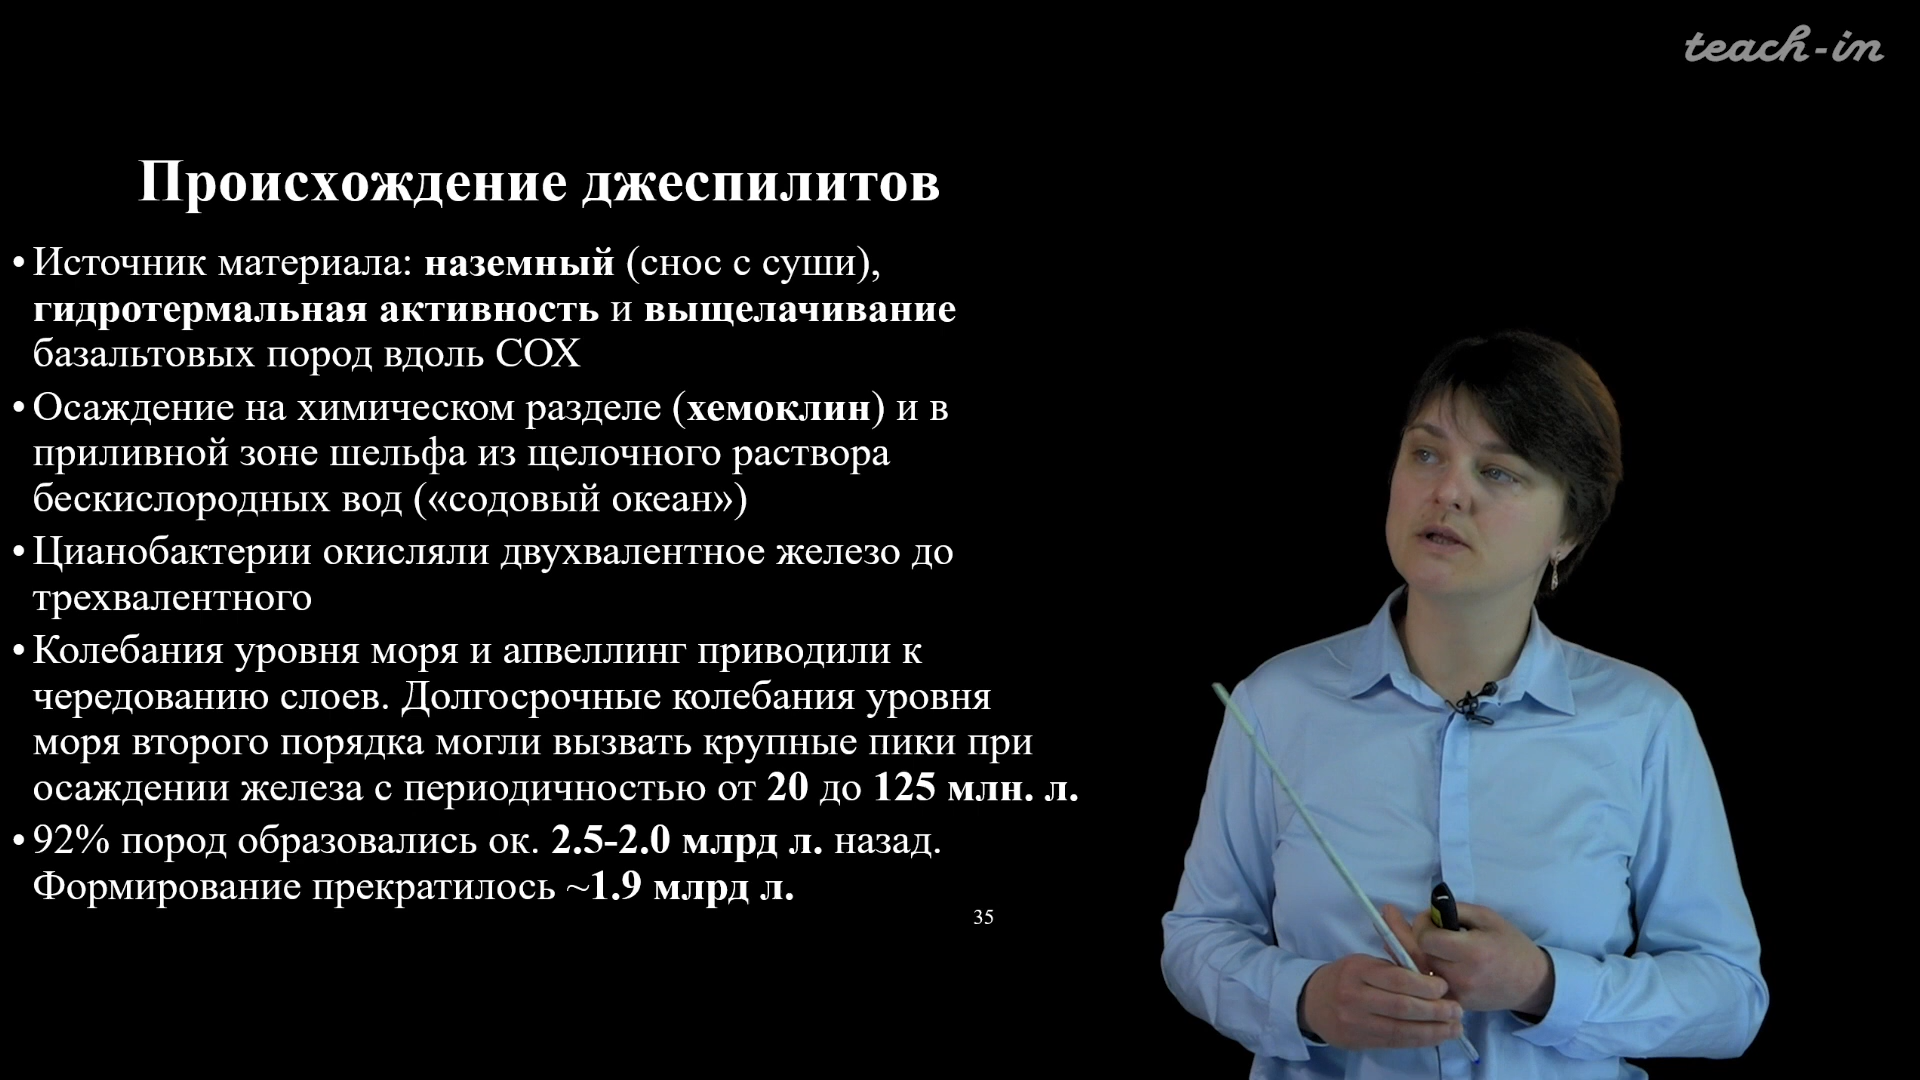 teach-in
Происхождение джеспилитов
• Источник материала: наземный (снос с суши),
гидротермальная активность и выщелачивание
базальтовых пород вдоль СОХ
• Осаждение на химическом разделе (хемоклин) и в
приливной зоне шельфа из щелочного раствора
бескислородных вод («содовый океан»)
• Цианобактерии окисляли двухвалентное железо до
трехвалентного
• Колебания уровня моря и апвеллинг приводили к
чередованию слоев. Долгосрочные колебания уровня
моря второго порядка могли вызвать крупные пики при
осаждении железа с периодичностью от 20 до 125 млн. л.
• 92% пород образовались ок. 2.5-2.0 млрд л. назад.
Формирование прекратилось ~1.9 млрд л.
35